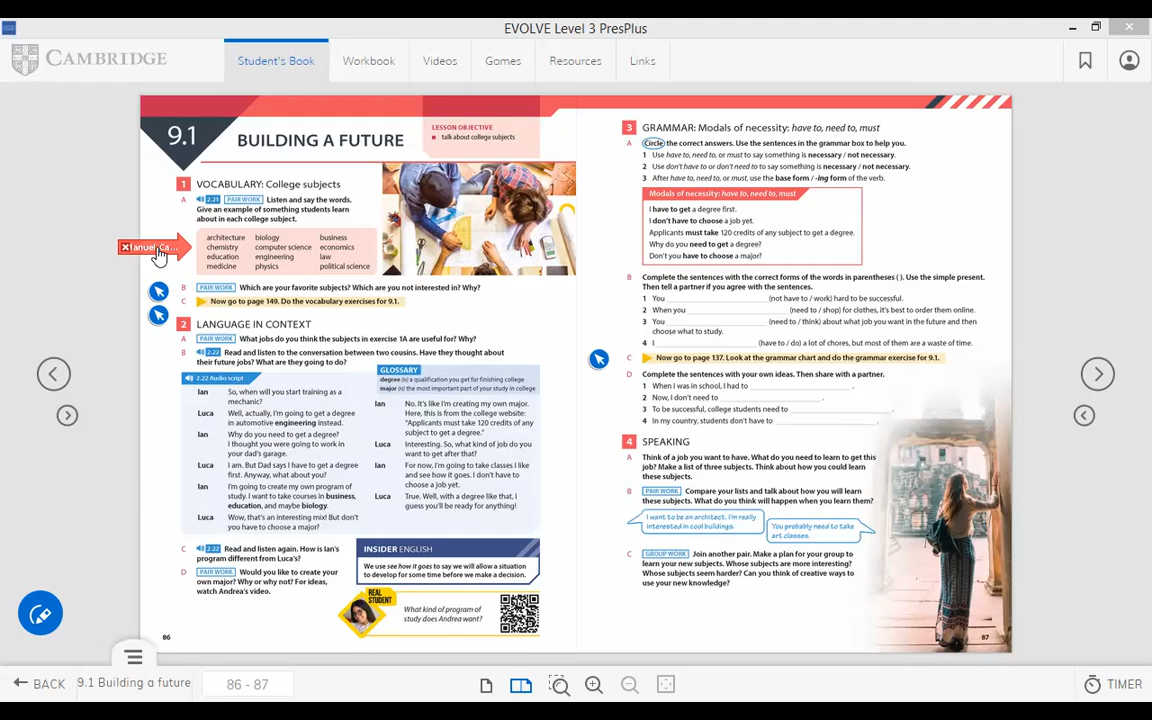 EVOLVE Level 3 PresPlus
CAMBRIDGE
Student's Book
Workbook
Videos
Games
Resources
Links
9.1
BUILDING A FUTURE
LESSON OBJECTIVE
talk about college subjects
1 VOCABULARY: College subjects
A 2.21 PAIR WORK Listen and say the words.
Give an example of something students learn
about in each college subject.
architecture biology business
chemistry computer science economics
education engineering law
medicine physics political science
B PAIR WORK Which are your favorite subjects? Which are you not interested in? Why?
C Now go to page 149. Do the vocabulary exercises for 9.1.
2 LANGUAGE IN CONTEXT
A PAIR WORK What jobs do you think the subjects in exercise 1A are useful for? Why?
B 2.22 Read and listen to the conversation between two cousins. Have they thought about
their future jobs? What are they going to do?
2.22 Audio script
Ian So, when will you start training as a
mechanic?
Luca Well, actually, I'm going to get a degree
in automotive engineering instead.
Ian Why do you need to get a degree?
I thought you were going to work in
your dad's garage.
Luca I am. But Dad says I have to get a degree
first. Anyway, what about you?
Ian I'm going to create my own program of
study. I want to take courses in business,
education, and maybe biology.
Luca Wow, that's an interesting mix! But don't
you have to choose a major?
GLOSSARY
degree (n) a qualification you get for finishing college
major (n) the most important part of your study in college
Ian No. It's like I'm creating my own major.
Here, this is from the college website:
"Applicants must take 120 credits of any
subject to get a degree."
Luca Interesting. So, what kind of job do you
want to get after that?
Ian For now, I'm going to take classes I like
and see how it goes. I don't have to
choose a job yet.
Luca True. Well, with a degree like that, I
guess you'll be ready for anything!
C 2.22 Read and listen again. How is Ian's
program different from Luca's?
D PAIR WORK Would you like to create your
own major? Why or why not? For ideas,
watch Andrea's video.
INSIDER ENGLISH
We use see how it goes to say we will allow a situation
to develop for some time before we make a decision.
REAL
STUDENT
What kind of program of
study does Andrea want?
86
3 GRAMMAR: Modals of necessity: have to, need to, must
A Circle the correct answers. Use the sentences in the grammar box to help you.
1 Use have to, need to, or must to say something is necessary / not necessary.
2 Use don't have to or don't need to to say something is necessary / not necessary.
3 After have to, need to, or must, use the base form / -ing form of the verb.
Modals of necessity: have to, need to, must
I have to get a degree first.
I don't have to choose a job yet.
Applicants must take 120 credits of any subject to get a degree.
Why do you need to get a degree?
Don't you have to choose a major?
B Complete the sentences with the correct forms of the words in parentheses ( ). Use the simple present.
Then tell a partner if you agree with the sentences.
1 You (not have to / work) hard to be successful.
2 When you (need to / shop) for clothes, it's best to order them online.
3 You (need to / think) about what job you want in the future and then
choose what to study.
4 I (have to / do) a lot of chores, but most of them are a waste of time.
C Now go to page 137. Look at the grammar chart and do the grammar exercise for 9.1.
D Complete the sentences with your own ideas. Then share with a partner.
1 When I was in school, I had to .
2 Now, I don't need to .
3 To be successful, college students need to .
4 In my country, students don't have to .
4 SPEAKING
A Think of a job you want to have. What do you need to learn to get this
job? Make a list of three subjects. Think about how you could learn
these subjects.
B PAIR WORK Compare your lists and talk about how you will learn
these subjects. What do you think will happen when you learn them?
I want to be an architect. I'm really
interested in cool buildings.
You probably need to take
art classes.
C GROUP WORK Join another pair. Make a plan for your group to
learn your new subjects. Whose subjects are more interesting?
Whose subjects seem harder? Can you think of creative ways to
use your new knowledge?
87
BACK
9.1 Building a future
86 - 87
TIMER